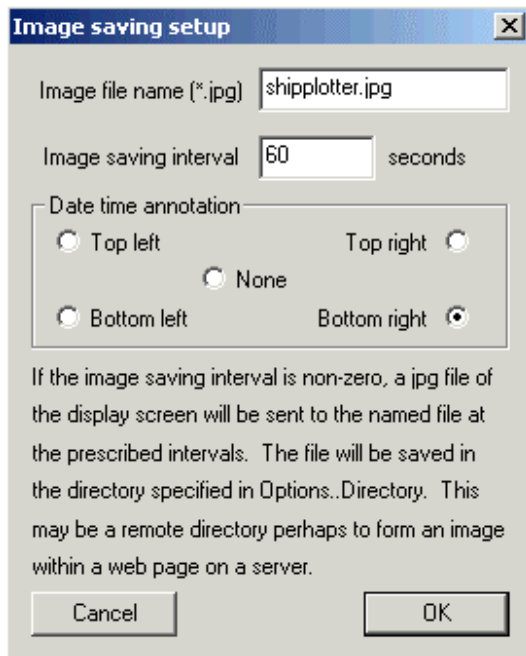 Image saving setup
Image file name (*.jpg) shipplotter.jpg
Image saving interval 60 seconds
Date time annotation
Top left Top right
None
Bottom left Bottom right
If the image saving interval is non-zero, a jpg file of
the display screen will be sent to the named file at
the prescribed intervals. The file will be saved in
the directory specified in Options..Directory. This
may be a remote directory perhaps to form an image
within a web page on a server.
Cancel OK